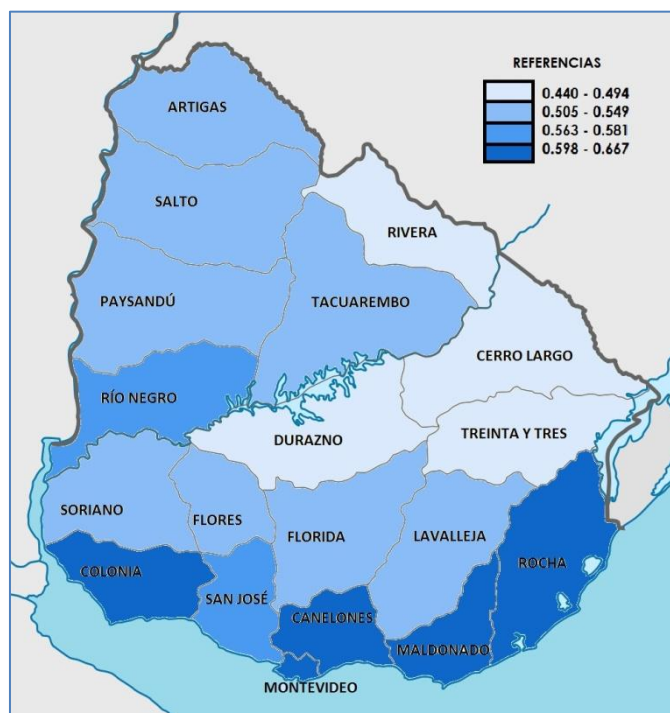 REFERENCIAS
0.440 - 0.494
0.505 - 0.549
0.563 - 0.581
0.598 - 0.667
ARTIGAS
SALTO
RIVERA
PAYSANDÚ
TACUAREMBO
CERRO LARGO
RÍO NEGRO
DURAZNO
TREINTA Y TRES
SORIANO
FLORES
FLORIDA
LAVALLEJA
COLONIA
SAN JOSÉ
ROCHA
CANELONES
MALDONADO
MONTEVIDEO